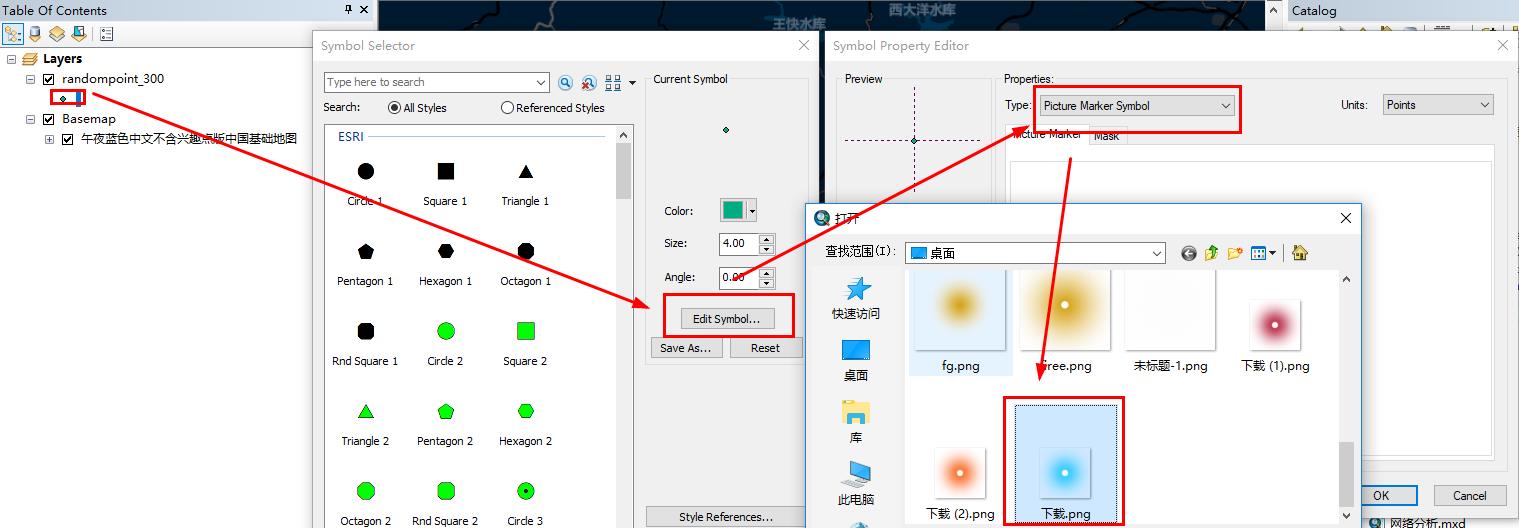 Table Of Contents
Layers
randompoint_300
Basemap
午夜蓝色中文不含兴趣点版中国基础地图
王快水库
西大洋水库
Catalog
Symbol Selector
Type here to search
Search:
All Styles
Referenced Styles
ESRI
Circle 1
Square 1
Triangle 1
Pentagon 1
Hexagon 1
Octagon 1
Rnd Square 1
Circle 2
Square 2
Triangle 2
Pentagon 2
Hexagon 2
Octagon 2
Rnd Square 2
Circle 3
Current Symbol
Color:
Size:
4.00
Angle:
0.00
Edit Symbol...
Save As...
Reset
Style References...
Symbol Property Editor
Preview
Properties:
Type:
Picture Marker Symbol
Units:
Points
Picture Marker
Mask
打开
查找范围(I):
桌面
快速访问
桌面
库
此电脑
fg.png
未标题-1.png
下载 (1).png
下载 (2).png
下载.png
OK
Cancel
网络分析.mxd